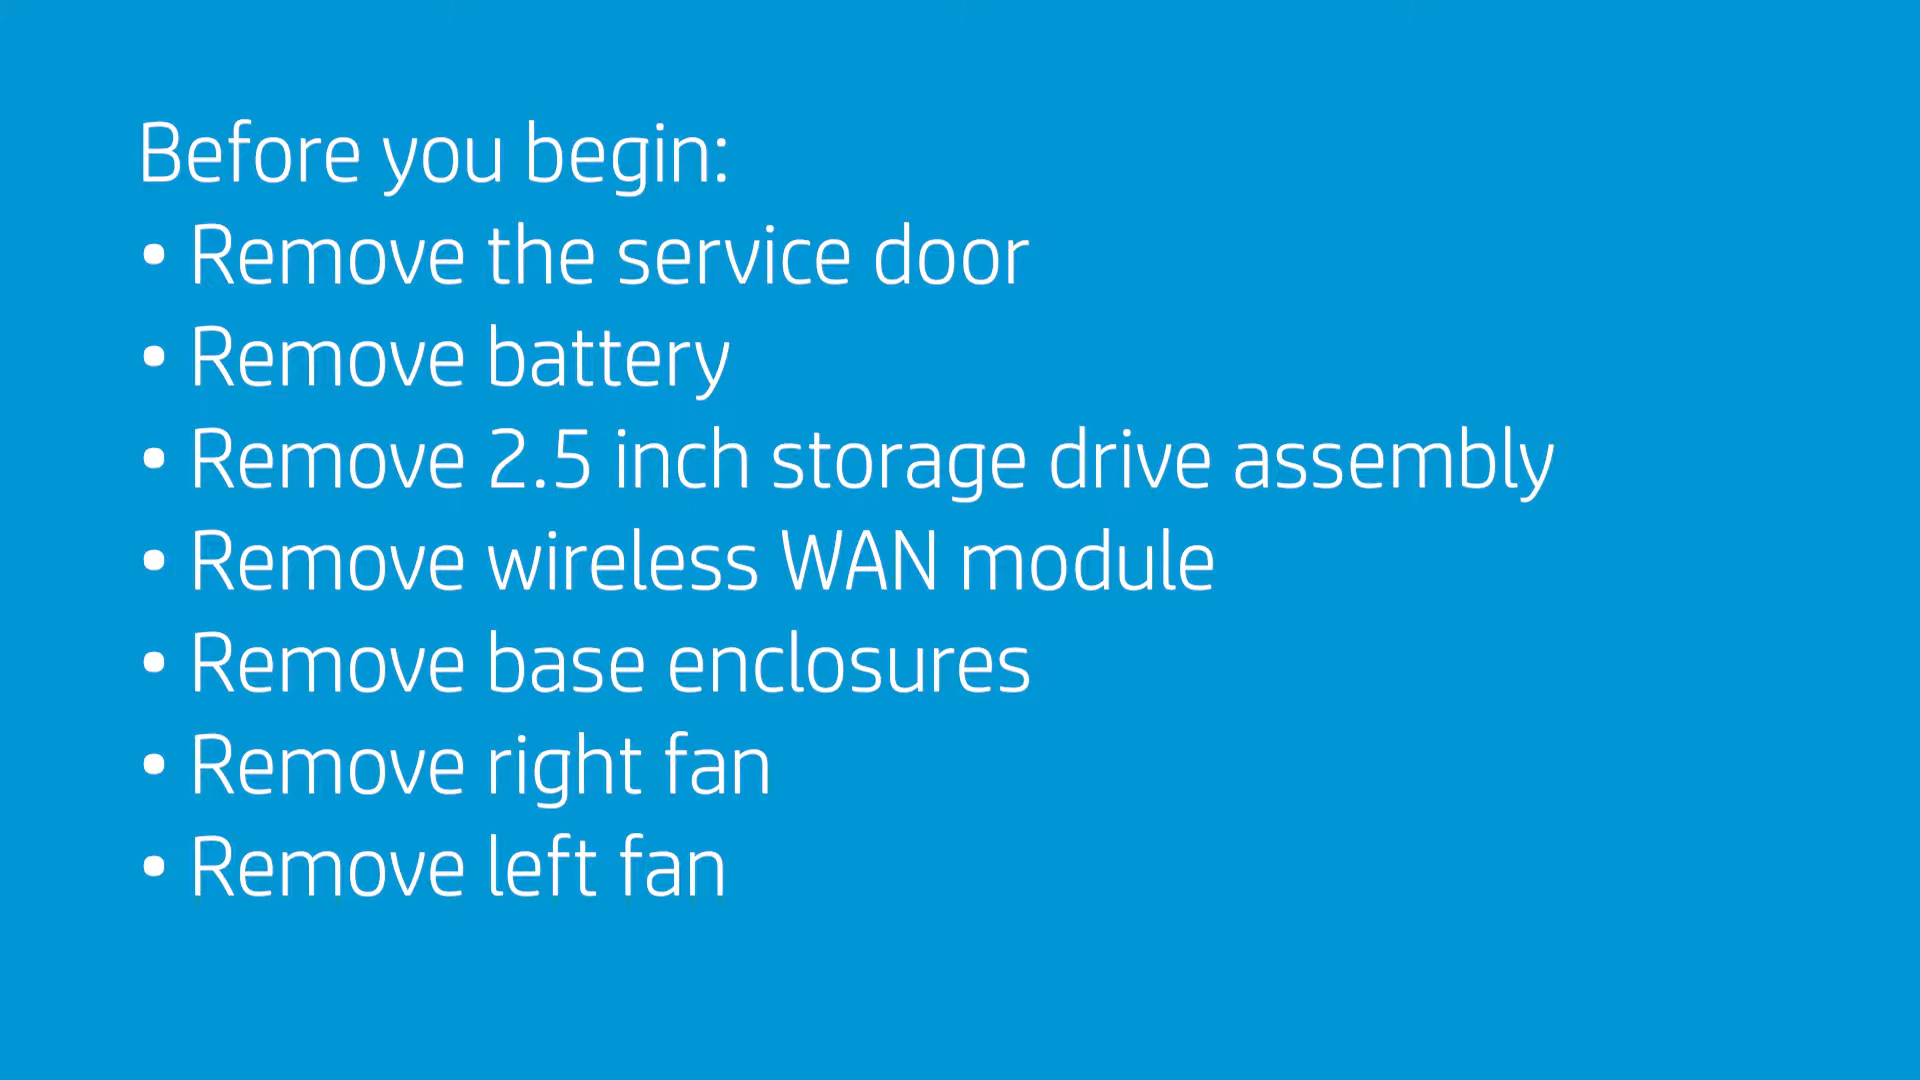 Before you begin:
• Remove the service door
• Remove battery
• Remove 2.5 inch storage drive assembly
• Remove wireless WAN module
• Remove base enclosures
• Remove right fan
• Remove left fan